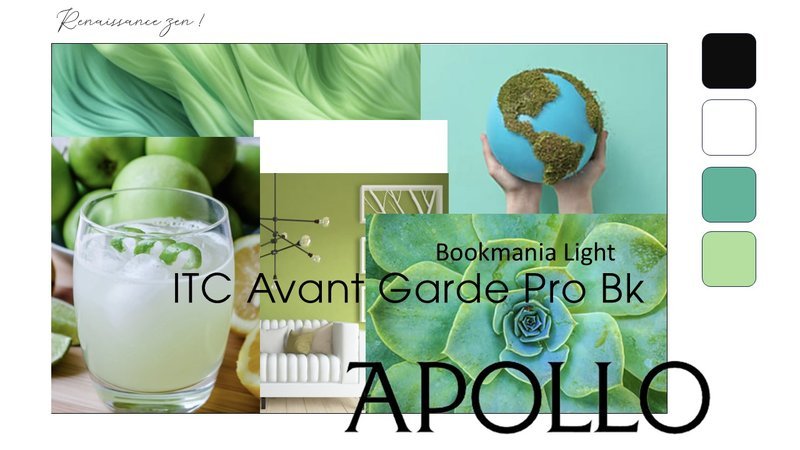 Renaissance zen !
Bookmania Light
ITC Avant Garde Pro Bk
APOLLO